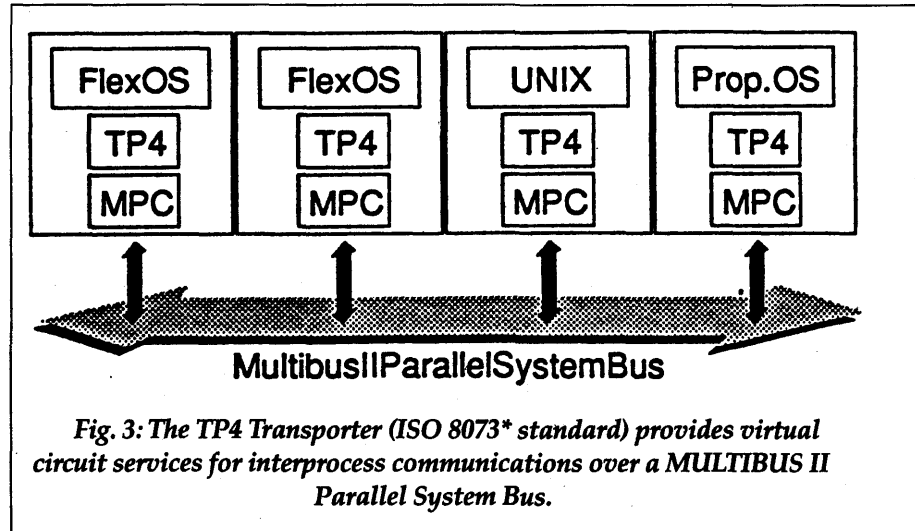 FlexOS FlexOS UNIX Prop.OS
TP4 TP4 TP4 TP4
MPC MPC MPC MPC
MultibusIIParallelSystemBus
Fig. 3: The TP4 Transporter (ISO 8073* standard) provides virtual
circuit services for interprocess communications over a MULTIBUS II
Parallel System Bus.